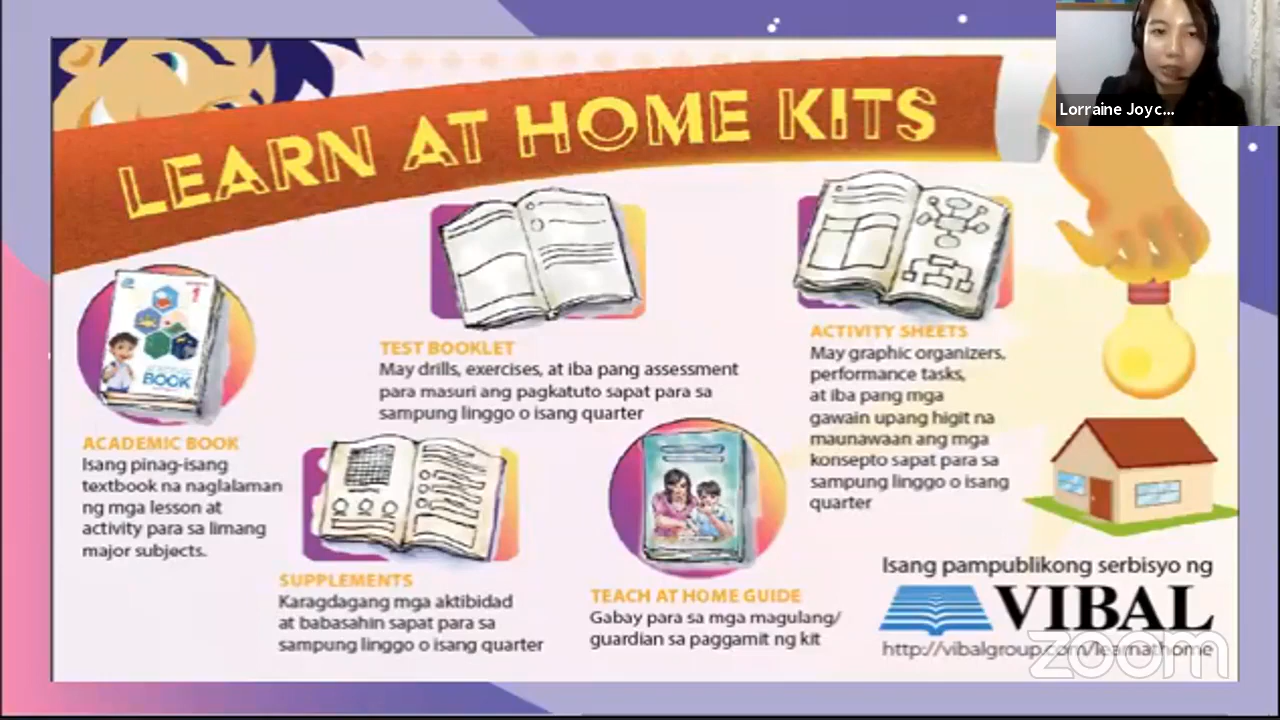 Lorraine Joyc...
LEARN AT HOME KITS
ACADEMIC BOOK
Isang pinag-isang
textbook na naglalaman
ng mga lesson at
activity para sa limang
major subjects.
TEST BOOKLET
May drills, exercises, at iba pang assessment
para masuri ang pagkatuto sapat para sa
sampung linggo o isang quarter
ACTIVITY SHEETS
May graphic organizers,
performance tasks,
at iba pang mga
gawain upang higit na
maunawaan ang mga
konsepto sapat para sa
sampung linggo o isang
quarter
SUPPLEMENTS
Karagdagang mga aktibidad
at babasahin sapat para sa
sampung linggo o isang quarter
TEACH AT HOME GUIDE
Gabay para sa mga magulang/
guardian sa paggamit ng kit
Isang pampublikong serbisyo ng
VIBAL
http://vibalgroup.com/learnathome
zoom
1
BOOK